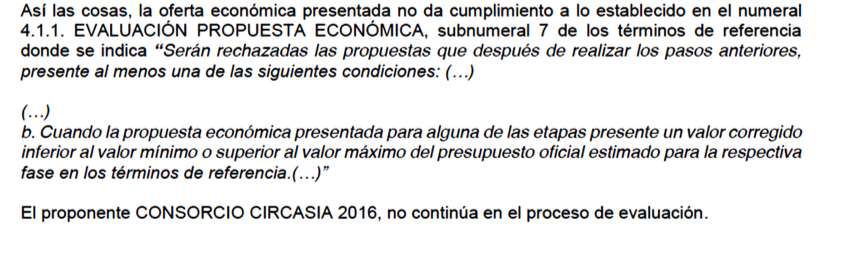 Así las cosas, la oferta económica presentada no da cumplimiento a lo establecido en el numeral
4.1.1. EVALUACIÓN PROPUESTA ECONÓMICA, subnumeral 7 de los términos de referencia
donde se indica “Serán rechazadas las propuestas que después de realizar los pasos anteriores,
presente al menos una de las siguientes condiciones: (…)
(…)
b. Cuando la propuesta económica presentada para alguna de las etapas presente un valor corregido
inferior al valor mínimo o superior al valor máximo del presupuesto oficial estimado para la respectiva
fase en los términos de referencia.(…)”
El proponente CONSORCIO CIRCASIA 2016, no continúa en el proceso de evaluación.